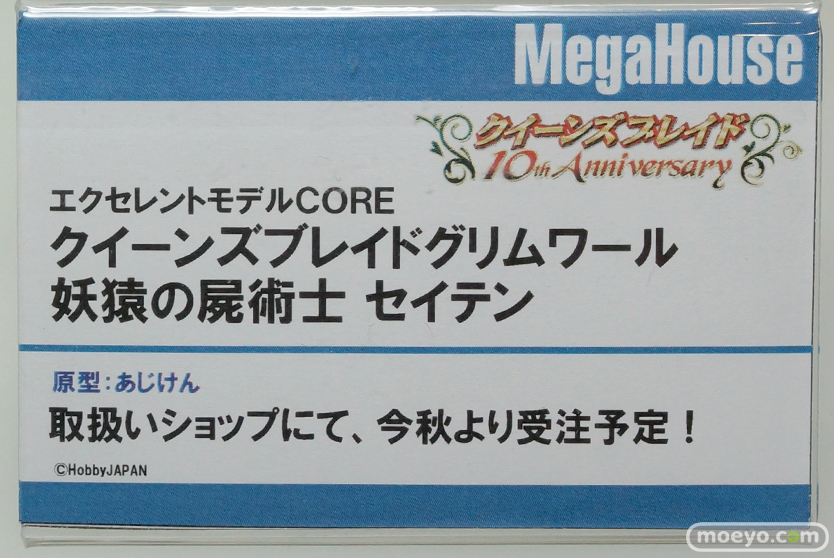 MegaHouse
クイーンズブレイド
10th Anniversary
エクセレントモデルCORE
クイーンズブレイドグリムワール
妖猿の屍術士 セイテン
原型:あじけん
取扱いショップにて、今秋より受注予定!
©HobbyJAPAN
moeyo.com